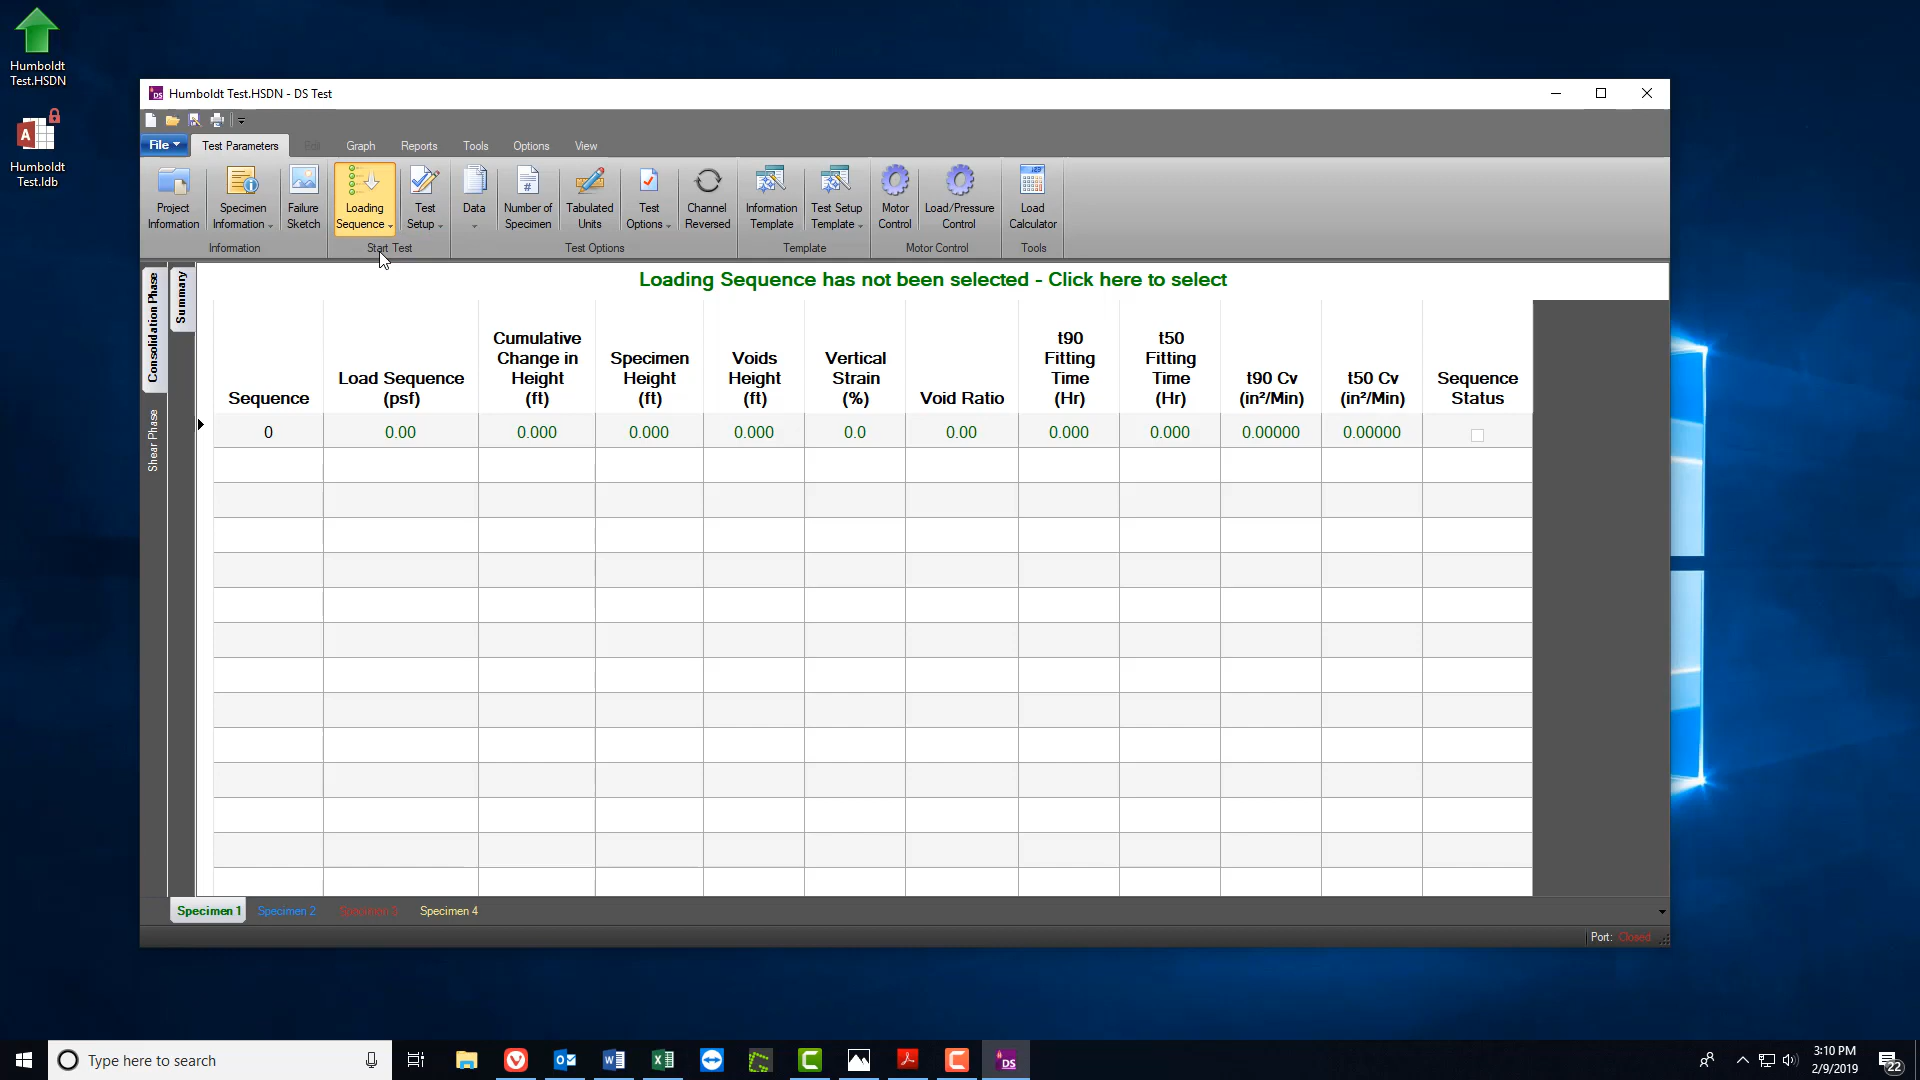 Humboldt
Test.HSDN
Humboldt
Test.ldb
Humboldt Test.HSDN - DS Test
File
Test Parameters
Edit
Graph
Reports
Tools
Options
View
Project
Information
Specimen
Information
Failure
Sketch
Loading
Sequence
Test
Setup
Data
Number of
Specimen
Tabulated
Units
Test
Options
Channel
Reversed
Information
Template
Test Setup
Template
Motor
Control
Load/Pressure
Control
Load
Calculator
Information
Start Test
Test Options
Template
Motor Control
Tools
Consolidation Phase
Shear Phase
Summary
Loading Sequence has not been selected - Click here to select
Sequence
Load Sequence
(psf)
Cumulative
Change in
Height
(ft)
Specimen
Height
(ft)
Voids
Height
(ft)
Vertical
Strain
(%)
Void Ratio
t90
Fitting
Time
(Hr)
t50
Fitting
Time
(Hr)
t90 Cv
(in²/Min)
t50 Cv
(in²/Min)
Sequence
Status
0 0.00 0.000 0.000 0.000 0.0 0.00 0.000 0.000 0.00000 0.00000
Specimen 1
Specimen 2
Specimen 3
Specimen 4
Port: Closed
Type here to search
3:10 PM
2/9/2019
22